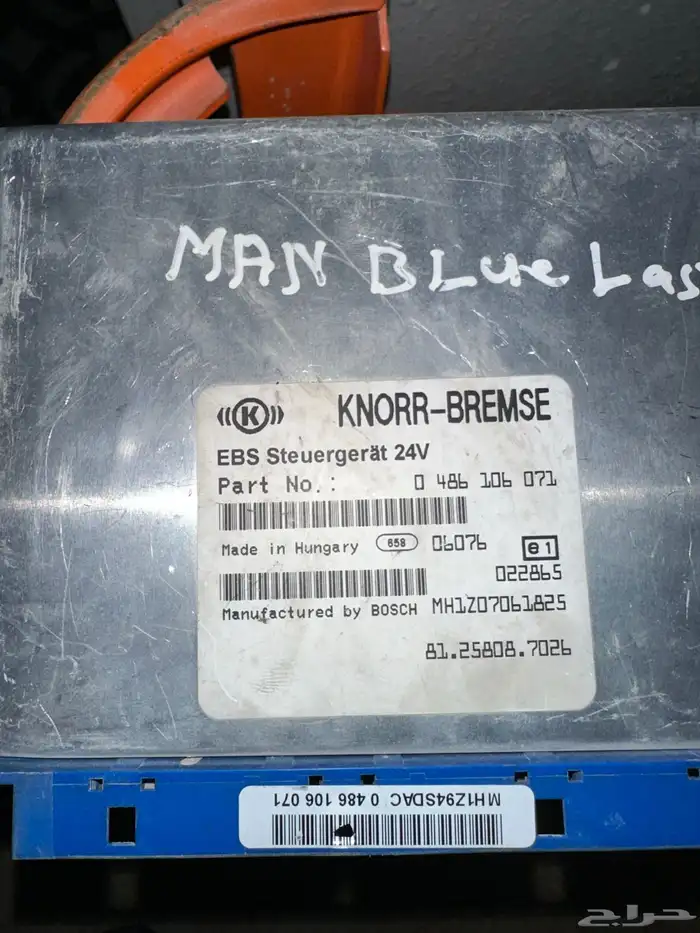 MAN BLue Las
K
KNORR-BREMSE
EBS Steuergerät 24V
Part No.: 0 486 106 071
Made in Hungary 658 06076 e1
022865
Manufactured by BOSCH MH1Z07061825
81.25808.7026
MH1Z94SDAC 0 486 106 071
حراج